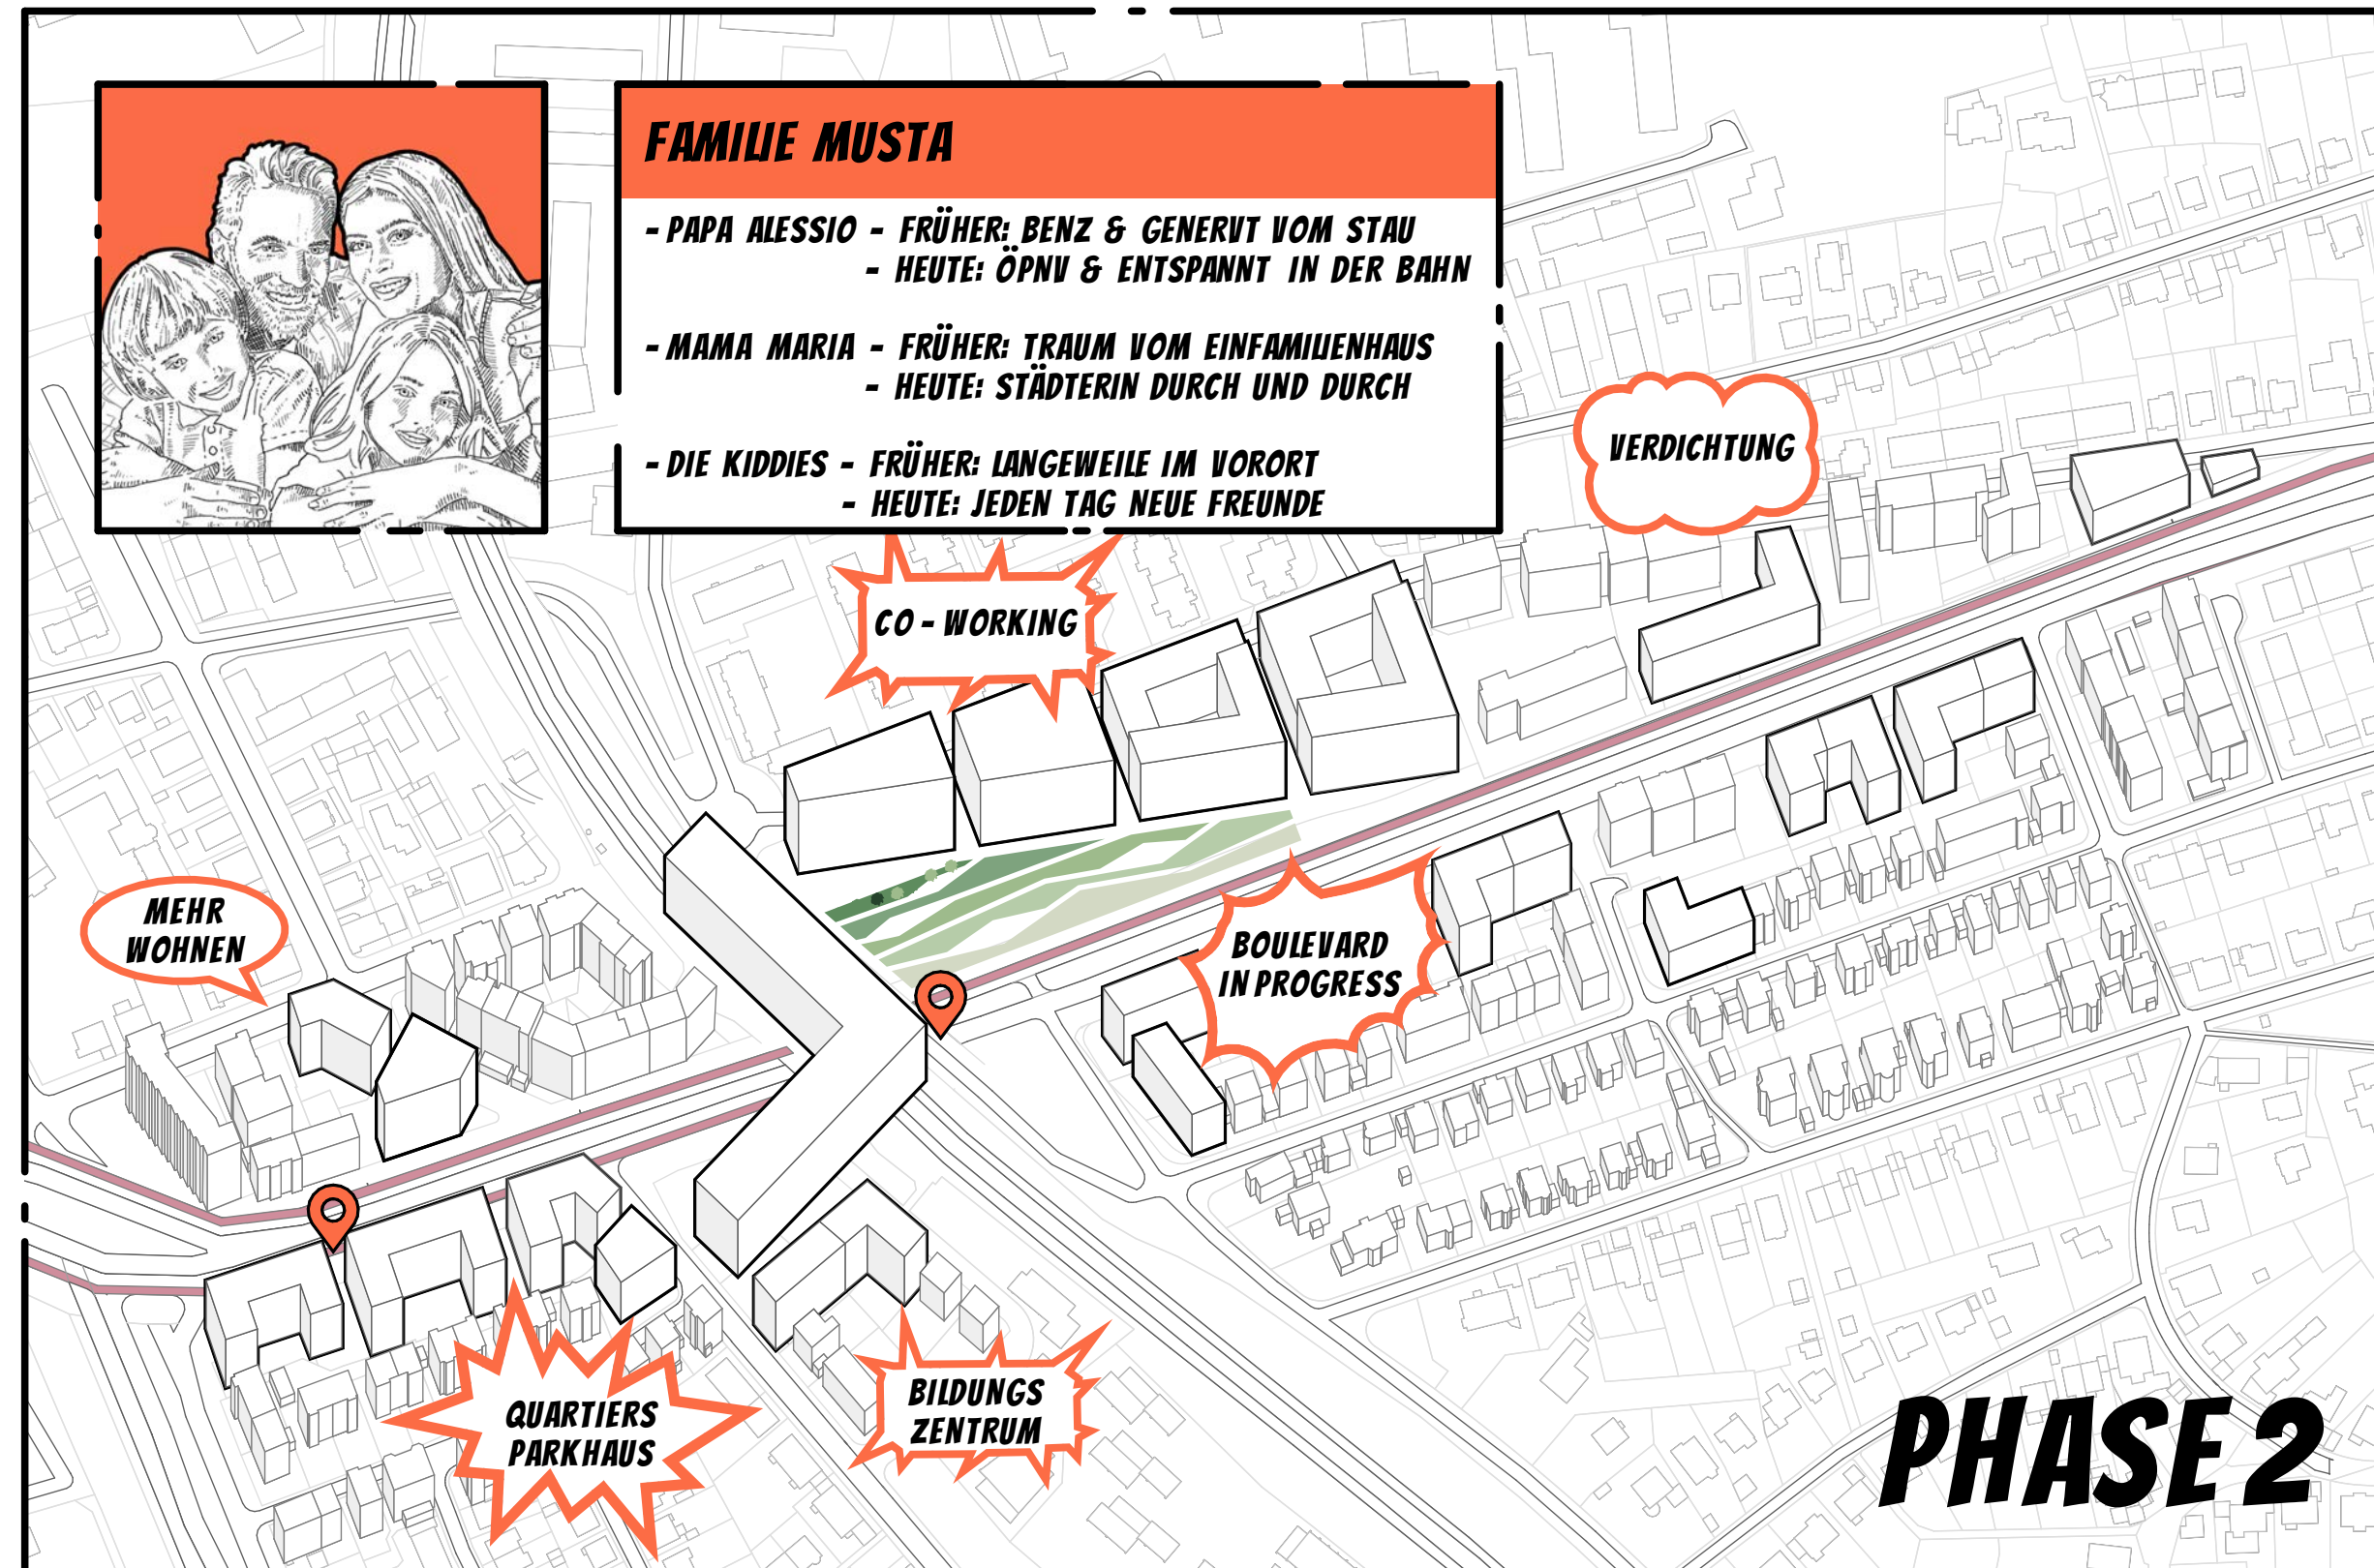 FAMILIE MUSTA
- PAPA ALESSIO - FRÜHER: BENZ & GENERVT VOM STAU
- HEUTE: ÖPNV & ENTSPANNT IN DER BAHN
- MAMA MARIA - FRÜHER: TRAUM VOM EINFAMILIENHAUS
- HEUTE: STÄDTERIN DURCH UND DURCH
- DIE KIDDIES - FRÜHER: LANGEWEILE IM VORORT
- HEUTE: JEDEN TAG NEUE FREUNDE
VERDICHTUNG
CO - WORKING
MEHR
WOHNEN
BOULEVARD
IN PROGRESS
QUARTIERS
PARKHAUS
BILDUNGS
ZENTRUM
PHASE 2